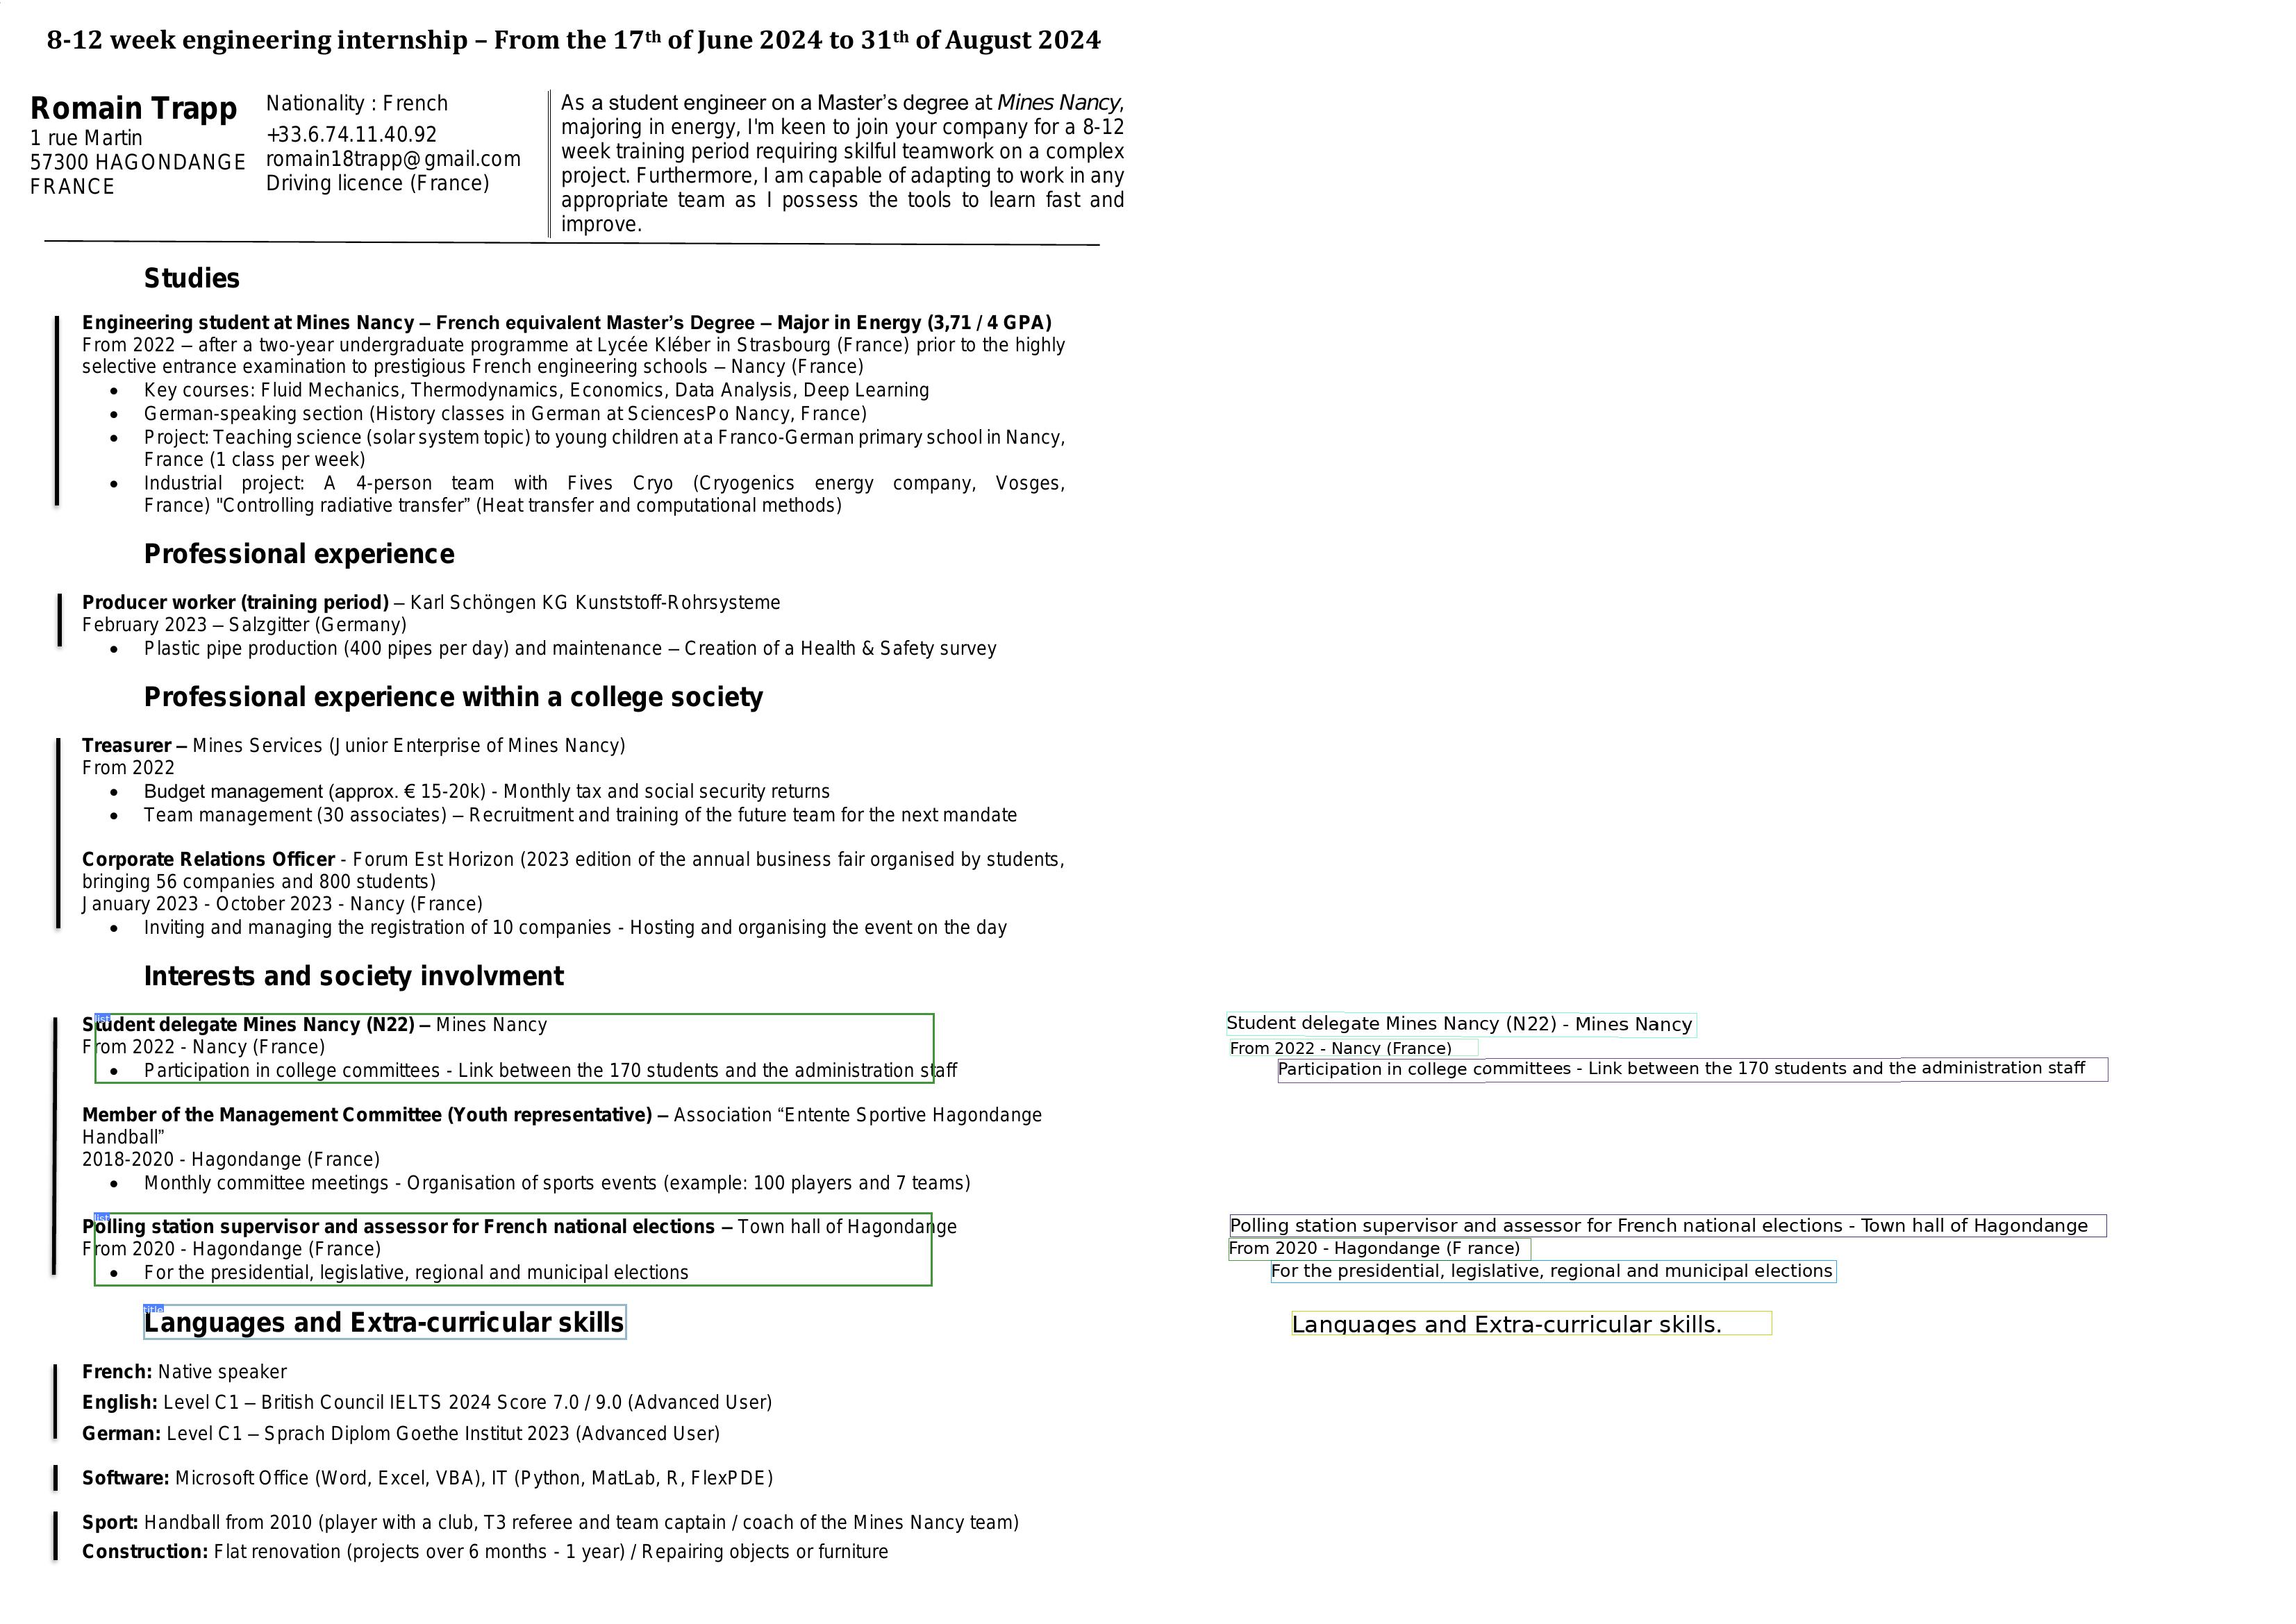 8-12 week engineering internship – From the 17th of June 2024 to 31th of August 2024
Romain Trapp
1 rue Martin
57300 HAGONDANGE
FRANCE
Nationality : French
+33.6.74.11.40.92
romain18trapp@gmail.com
Driving licence (France)
As a student engineer on a Master’s degree at Mines Nancy,
majoring in energy, I'm keen to join your company for a 8-12
week training period requiring skilful teamwork on a complex
project. Furthermore, I am capable of adapting to work in any
appropriate team as I possess the tools to learn fast and
improve.
Studies
Engineering student at Mines Nancy – French equivalent Master’s Degree – Major in Energy (3,71 / 4 GPA)
From 2022 – after a two-year undergraduate programme at Lycée Kléber in Strasbourg (France) prior to the highly
selective entrance examination to prestigious French engineering schools – Nancy (France)
• Key courses: Fluid Mechanics, Thermodynamics, Economics, Data Analysis, Deep Learning
• German-speaking section (History classes in German at SciencesPo Nancy, France)
• Project: Teaching science (solar system topic) to young children at a Franco-German primary school in Nancy,
France (1 class per week)
• Industrial project: A 4-person team with Fives Cryo (Cryogenics energy company, Vosges,
France) "Controlling radiative transfer” (Heat transfer and computational methods)
Professional experience
Producer worker (training period) – Karl Schöngen KG Kunststoff-Rohrsysteme
February 2023 – Salzgitter (Germany)
• Plastic pipe production (400 pipes per day) and maintenance – Creation of a Health & Safety survey
Professional experience within a college society
Treasurer – Mines Services (Junior Enterprise of Mines Nancy)
From 2022
• Budget management (approx. € 15-20k) - Monthly tax and social security returns
• Team management (30 associates) – Recruitment and training of the future team for the next mandate
Corporate Relations Officer - Forum Est Horizon (2023 edition of the annual business fair organised by students,
bringing 56 companies and 800 students)
January 2023 - October 2023 - Nancy (France)
• Inviting and managing the registration of 10 companies - Hosting and organising the event on the day
Interests and society involvment
list
Student delegate Mines Nancy (N22) – Mines Nancy
From 2022 - Nancy (France)
• Participation in college committees - Link between the 170 students and the administration staff
Member of the Management Committee (Youth representative) – Association “Entente Sportive Hagondange
Handball”
2018-2020 - Hagondange (France)
• Monthly committee meetings - Organisation of sports events (example: 100 players and 7 teams)
list
Polling station supervisor and assessor for French national elections – Town hall of Hagondange
From 2020 - Hagondange (France)
• For the presidential, legislative, regional and municipal elections
title
Languages and Extra-curricular skills
French: Native speaker
English: Level C1 – British Council IELTS 2024 Score 7.0 / 9.0 (Advanced User)
German: Level C1 – Sprach Diplom Goethe Institut 2023 (Advanced User)
Software: Microsoft Office (Word, Excel, VBA), IT (Python, MatLab, R, FlexPDE)
Sport: Handball from 2010 (player with a club, T3 referee and team captain / coach of the Mines Nancy team)
Construction: Flat renovation (projects over 6 months - 1 year) / Repairing objects or furniture
Student delegate Mines Nancy (N22) - Mines Nancy
From 2022 - Nancy (France)
Participation in college committees - Link between the 170 students and the administration staff
Polling station supervisor and assessor for French national elections - Town hall of Hagondange
From 2020 - Hagondange (F rance)
For the presidential, legislative, regional and municipal elections
Languages and Extra-curricular skills.